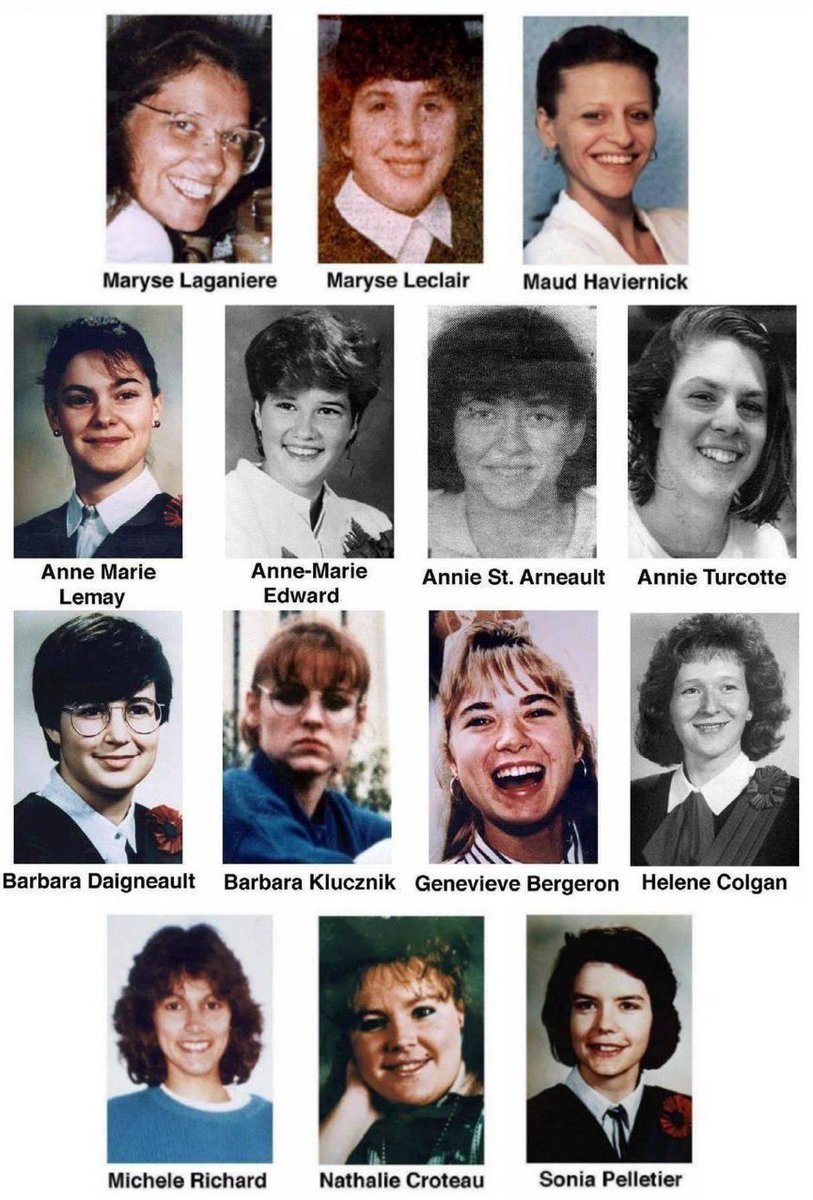 Maryse Laganiere
Maryse Leclair
Maud Haviernick
Anne Marie
Lemay
Anne-Marie
Edward
Annie St. Arneault
Annie Turcotte
Barbara Daigneault
Barbara Klucznik
Genevieve Bergeron
Helene Colgan
Michele Richard
Nathalie Croteau
Sonia Pelletier